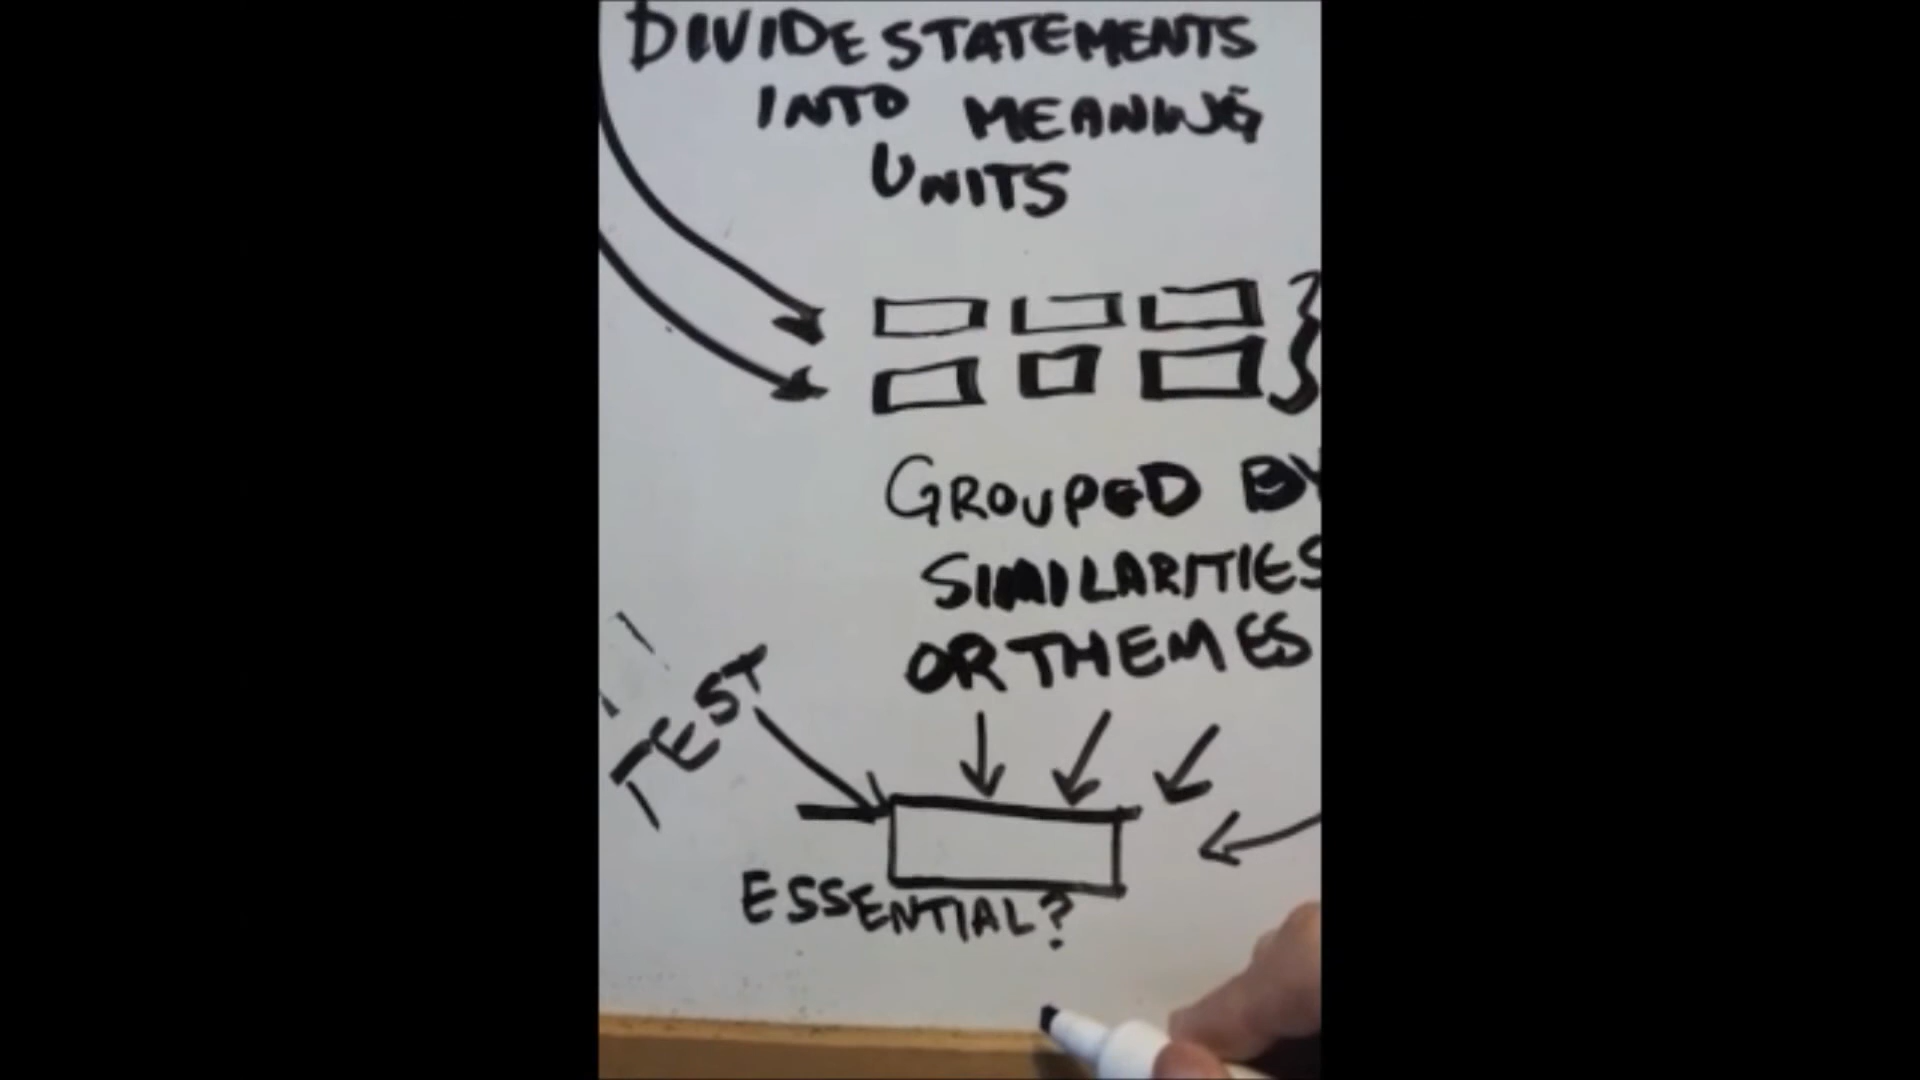 DIVIDE STATEMENTS
INTO MEANING
UNITS
GROUPED BY
SIMILARITIES
OR THEMES
TEST
ESSENTIAL?